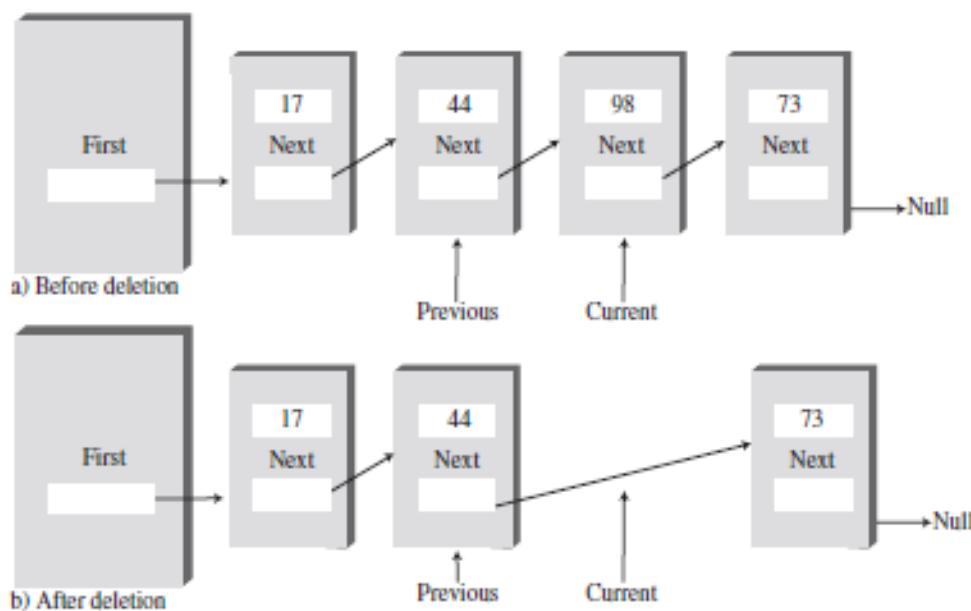 17 44 98 73
First Next Next Next Next
Null
a) Before deletion
Previous Current
17 44 73
First Next Next Next
Null
Previous Current
b) After deletion